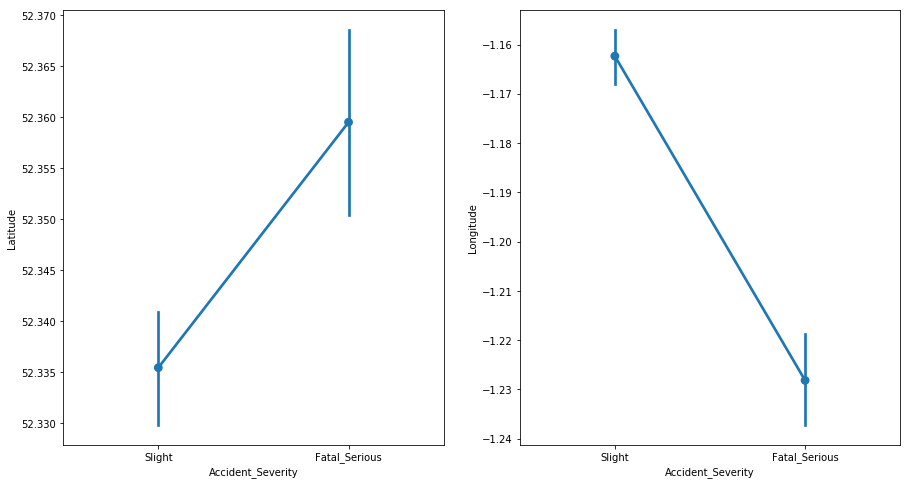 52.370
52.365
52.360
52.355
52.350
52.345
52.340
52.335
52.330
Latitude
Slight
Fatal_Serious
Accident_Severity
−1.16
−1.17
−1.18
−1.19
−1.20
−1.21
−1.22
−1.23
−1.24
Longitude
Slight
Fatal_Serious
Accident_Severity